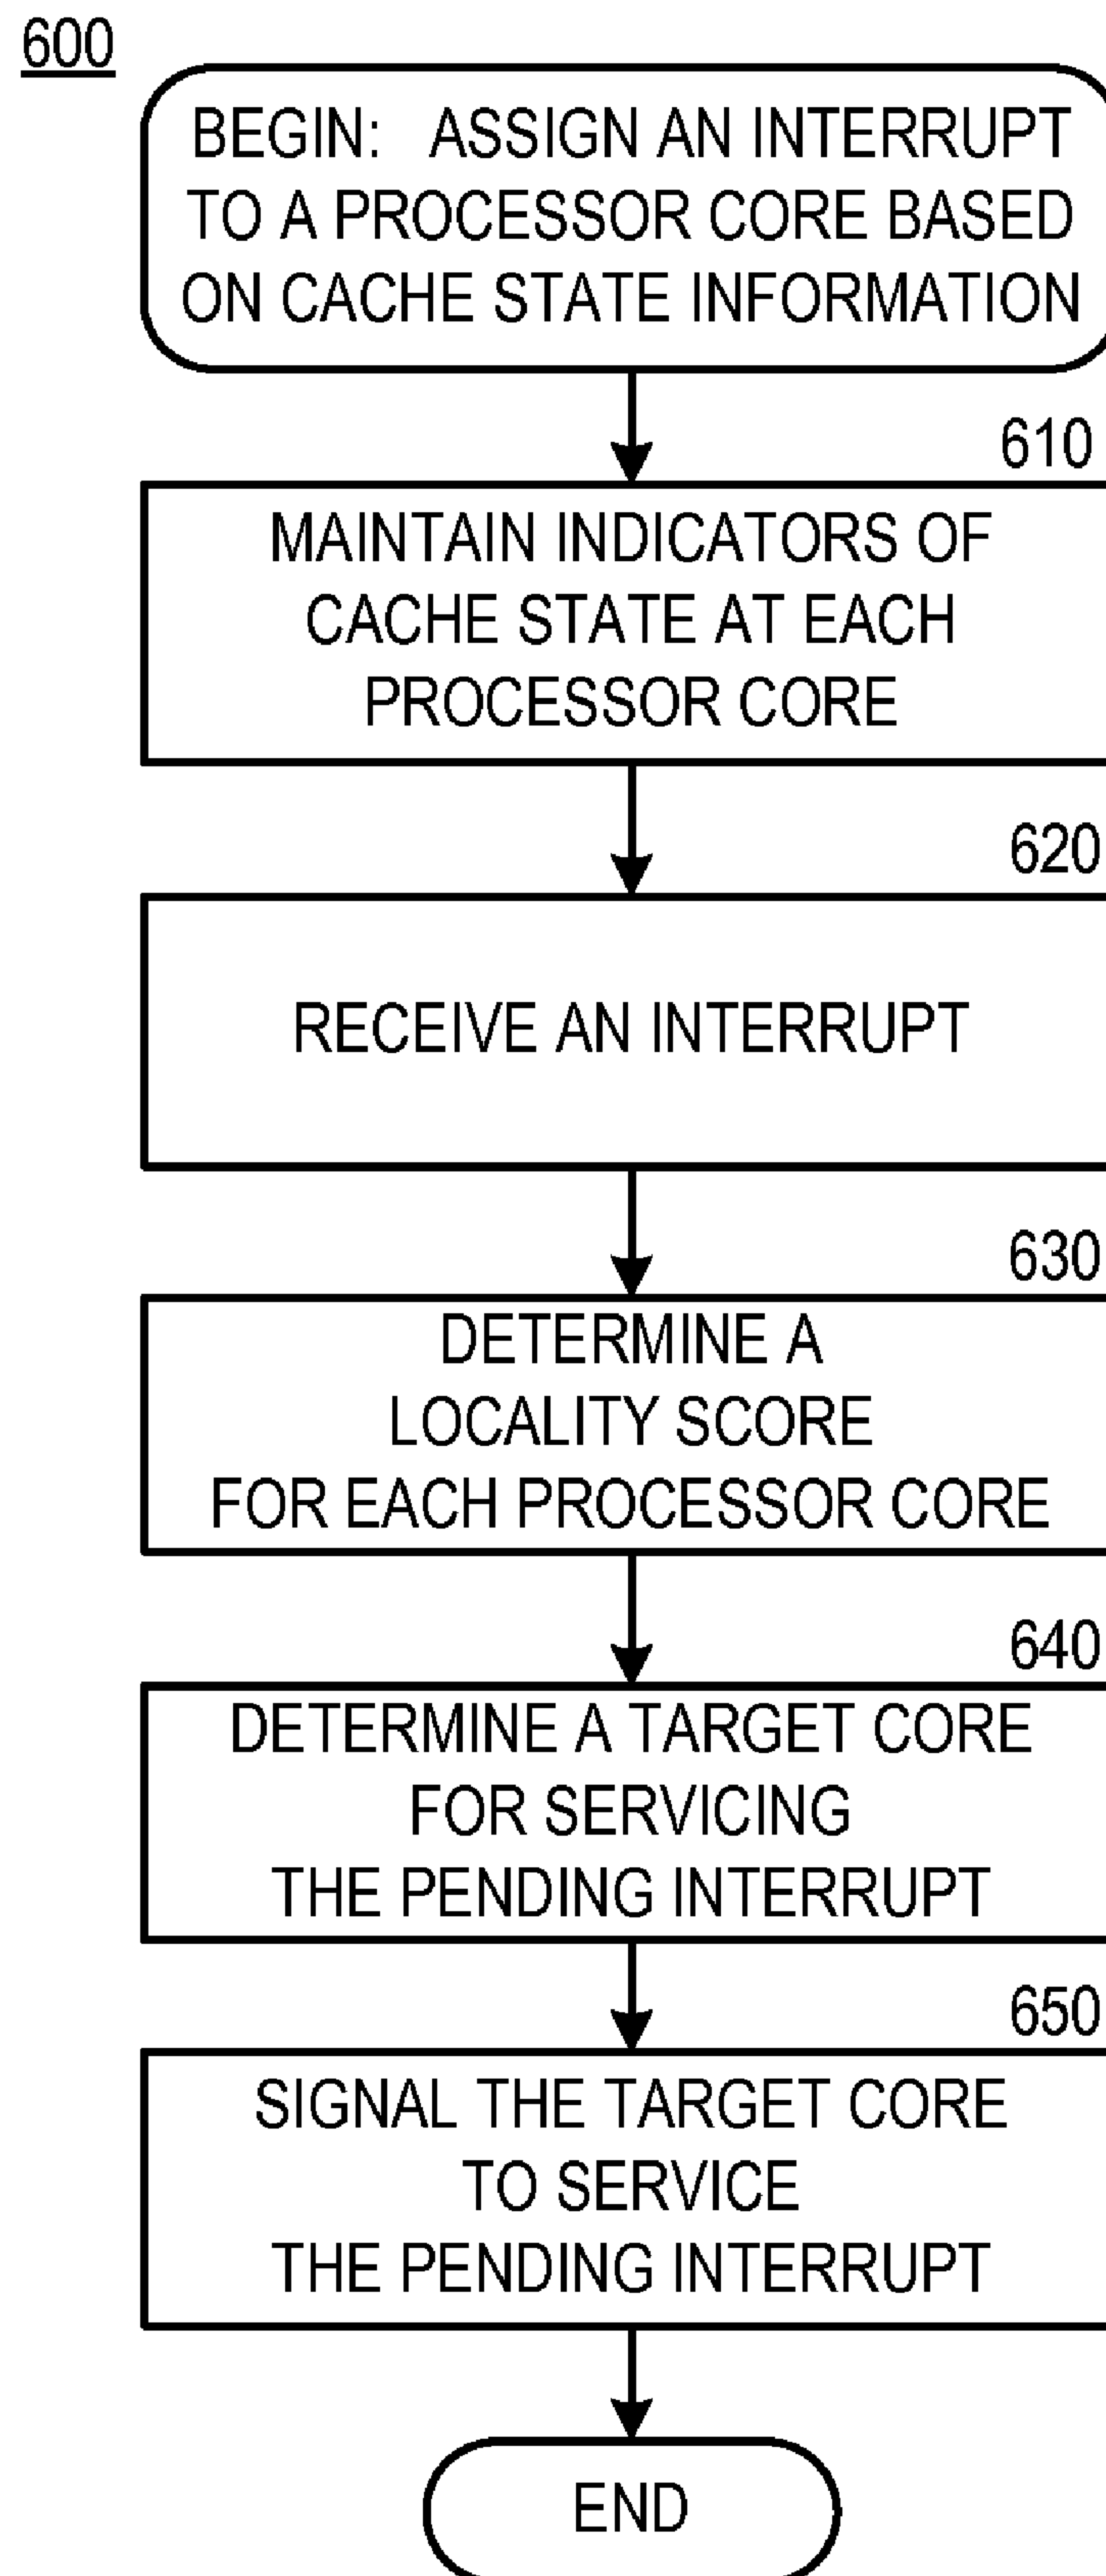 600
BEGIN: ASSIGN AN INTERRUPT
TO A PROCESSOR CORE BASED
ON CACHE STATE INFORMATION
610
MAINTAIN INDICATORS OF
CACHE STATE AT EACH
PROCESSOR CORE
620
RECEIVE AN INTERRUPT
630
DETERMINE A
LOCALITY SCORE
FOR EACH PROCESSOR CORE
640
DETERMINE A TARGET CORE
FOR SERVICING
THE PENDING INTERRUPT
650
SIGNAL THE TARGET CORE
TO SERVICE
THE PENDING INTERRUPT
END